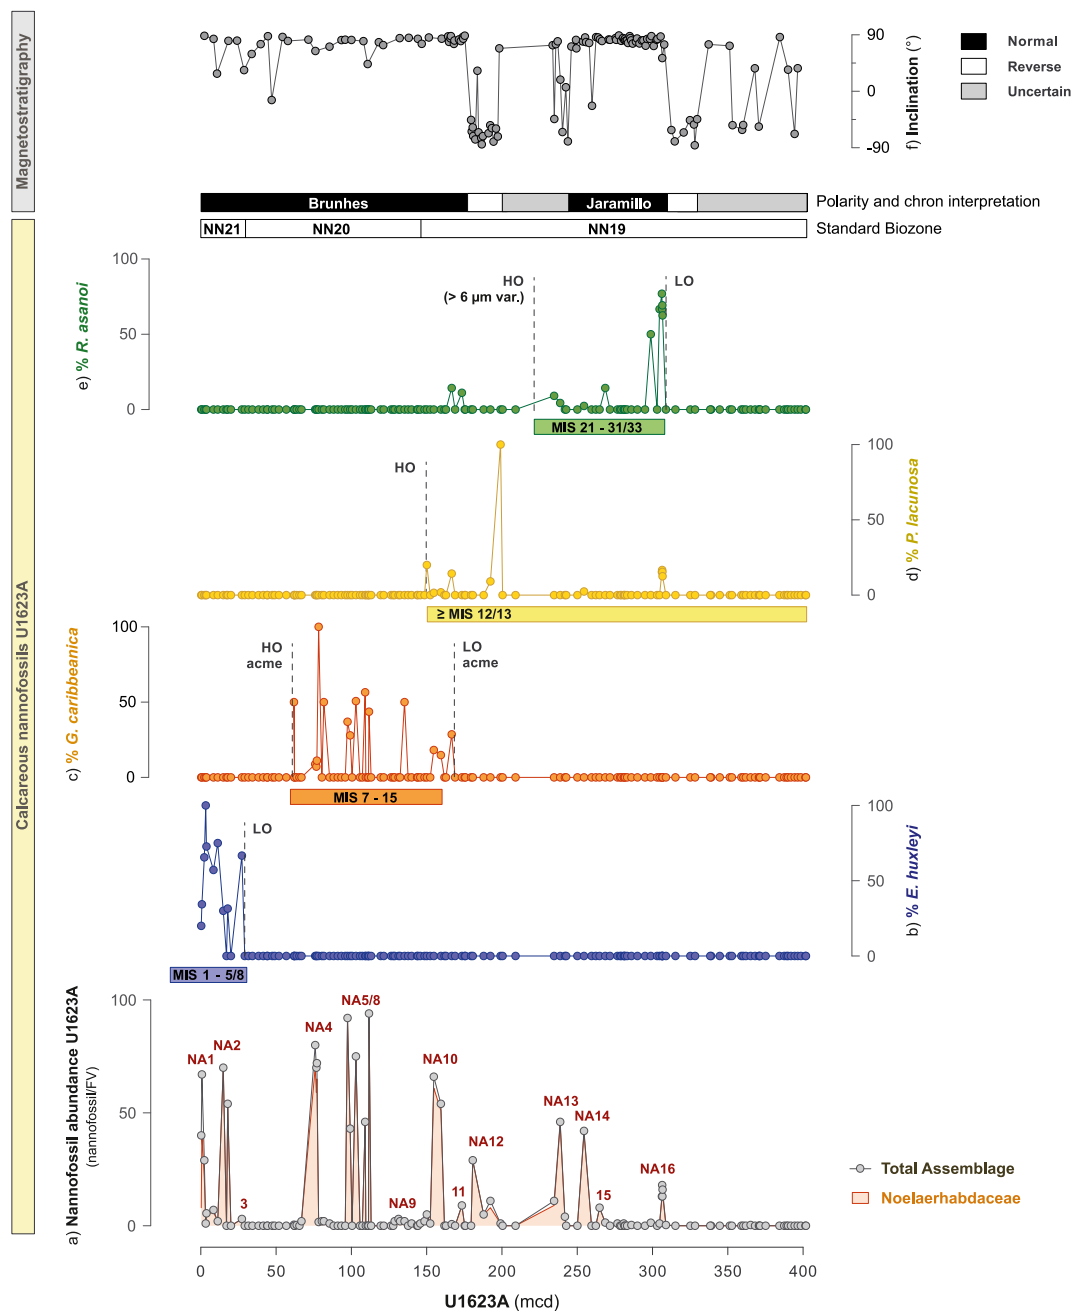 Magnetostratigraphy
90
0
-90
f) Inclination (°)
Normal
Reverse
Uncertain
Brunhes
Jaramillo
Polarity and chron interpretation
NN21
NN20
NN19
Standard Biozone
Calcareous nannofossils U1623A
100
50
0
e) % R. asanoi
HO
(> 6 µm var.)
LO
MIS 21 - 31/33
100
50
0
d) % P. lacunosa
HO
≥ MIS 12/13
100
50
0
c) % G. caribbeanica
HO
acme
LO
acme
MIS 7 - 15
100
50
0
b) % E. huxleyi
LO
MIS 1 - 5/8
100
50
0
a) Nannofossil abundance U1623A
(nannofossil/FV)
NA1
NA2
3
NA4
NA5/8
NA9
NA10
11
NA12
NA13
NA14
15
NA16
Total Assemblage
Noelaerhabdaceae
0
50
100
150
200
250
300
350
400
U1623A (mcd)